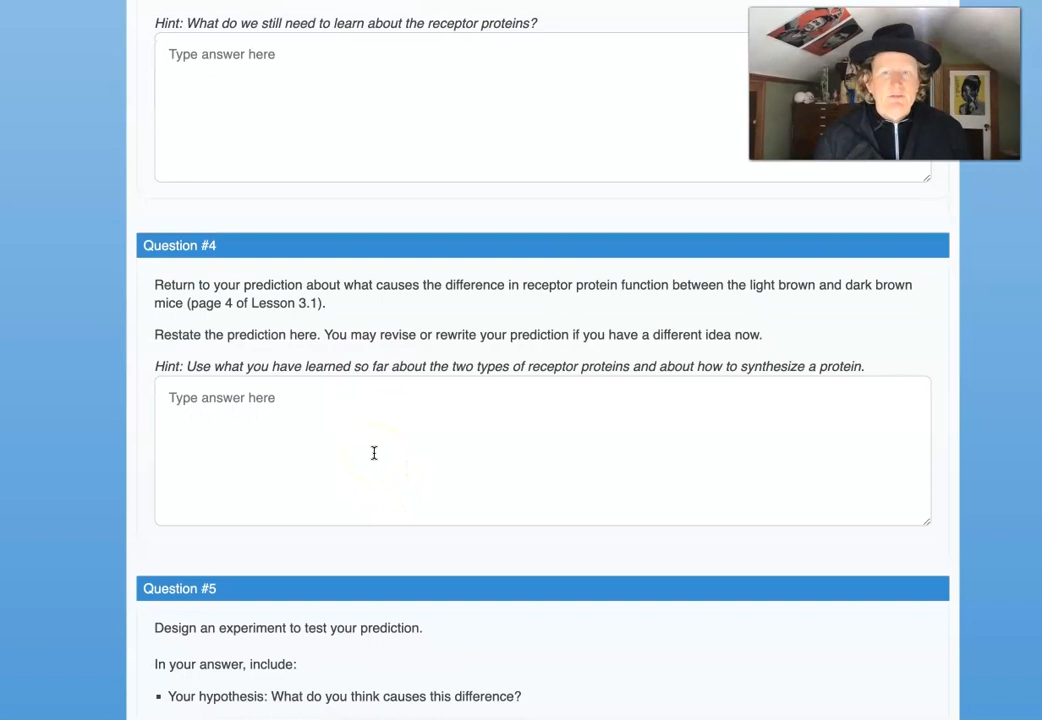 Hint: What do we still need to learn about the receptor proteins?
Type answer here
Question #4
Return to your prediction about what causes the difference in receptor protein function between the light brown and dark brown
mice (page 4 of Lesson 3.1).
Restate the prediction here. You may revise or rewrite your prediction if you have a different idea now.
Hint: Use what you have learned so far about the two types of receptor proteins and about how to synthesize a protein.
Type answer here
Question #5
Design an experiment to test your prediction.
In your answer, include:
▪ Your hypothesis: What do you think causes this difference?